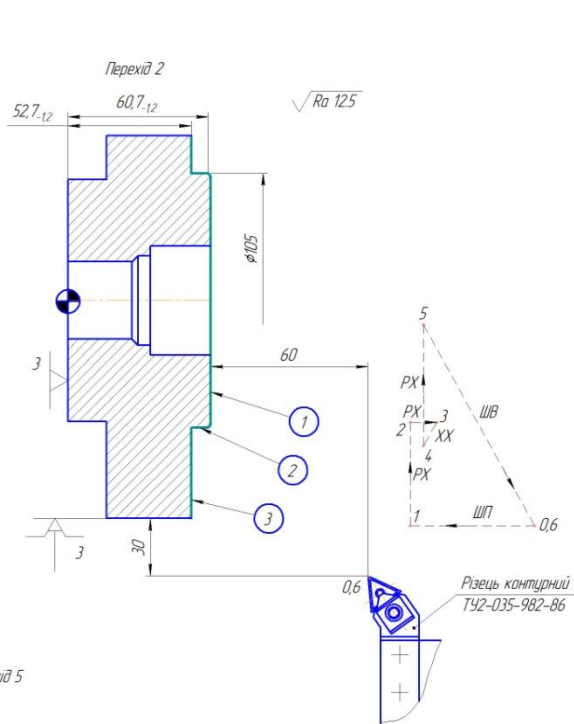 Перехід 2
52,7-1,2
60,7-1,2
Ra 12.5
ϕ105
60
3
5
РХ
ШВ
РХ
2
3
ХХ
4
РХ
1
ШП
0,6
1
2
3
30
3
0,6
Різець контурний
ТУ2-035-982-86
ід 5